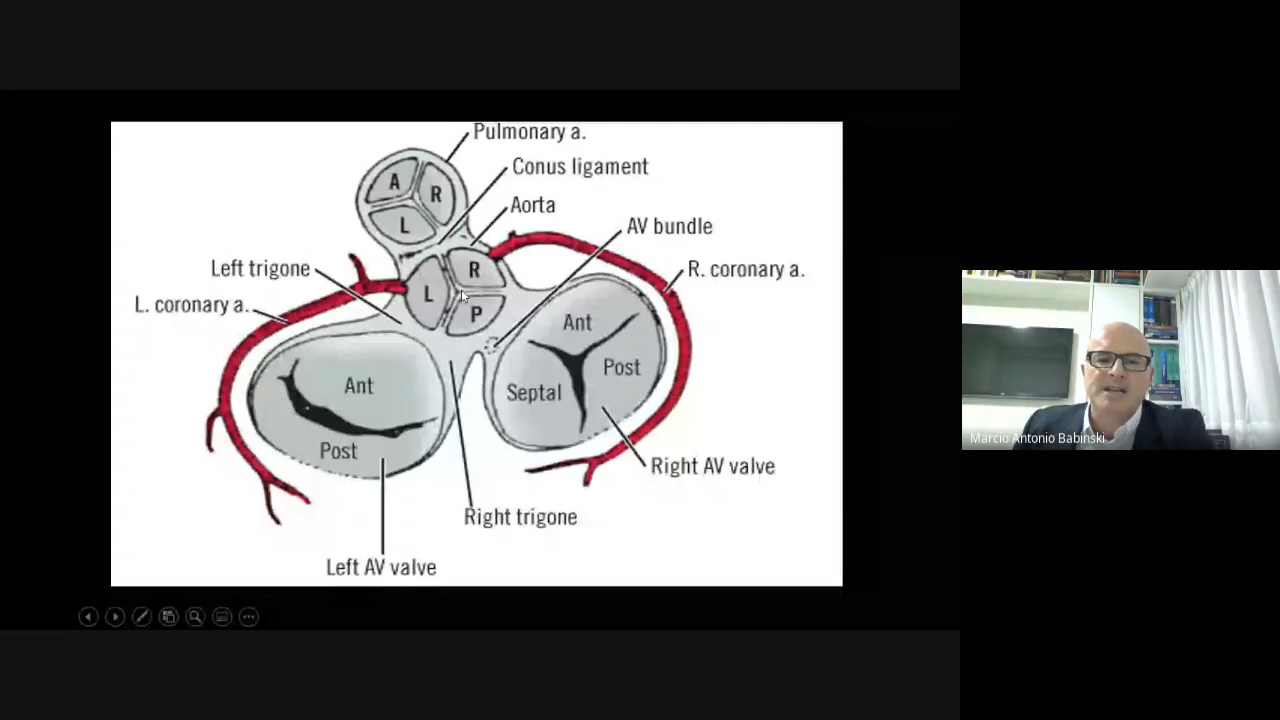 Pulmonary a.
Conus ligament
Aorta
AV bundle
R. coronary a.
Left trigone
L. coronary a.
A
R
L
R
L
P
Ant
Post
Septal
Ant
Post
Right AV valve
Right trigone
Left AV valve
Marcio Antonio Babinski